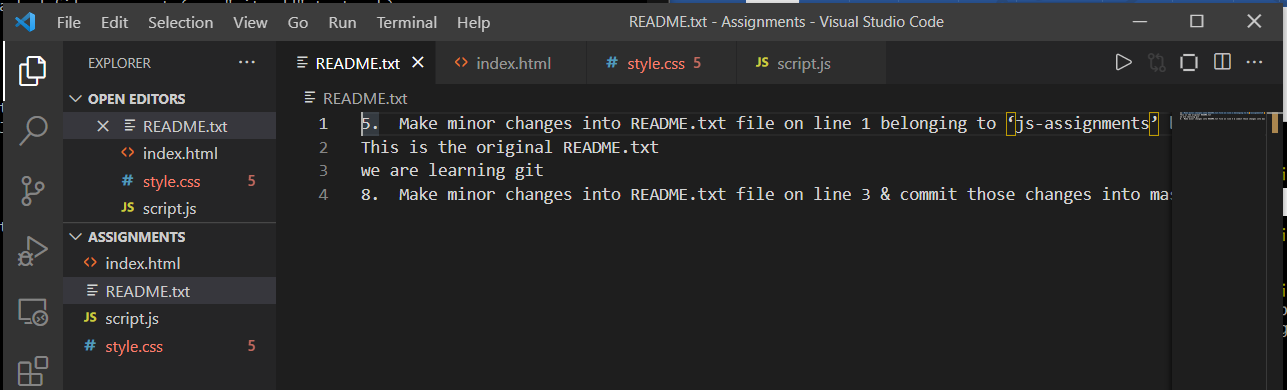 File Edit Selection View Go Run Terminal Help README.txt - Assignments - Visual Studio Code
EXPLORER ···
README.txt
index.html
style.css 5
JS script.js
OPEN EDITORS
README.txt
index.html
style.css 5
JS script.js
ASSIGNMENTS
index.html
README.txt
JS script.js
style.css 5
README.txt
1 5. Make minor changes into README.txt file on line 1 belonging to ‘js-assignments’
2 This is the original README.txt
3 we are learning git
4 8. Make minor changes into README.txt file on line 3 & commit those changes into